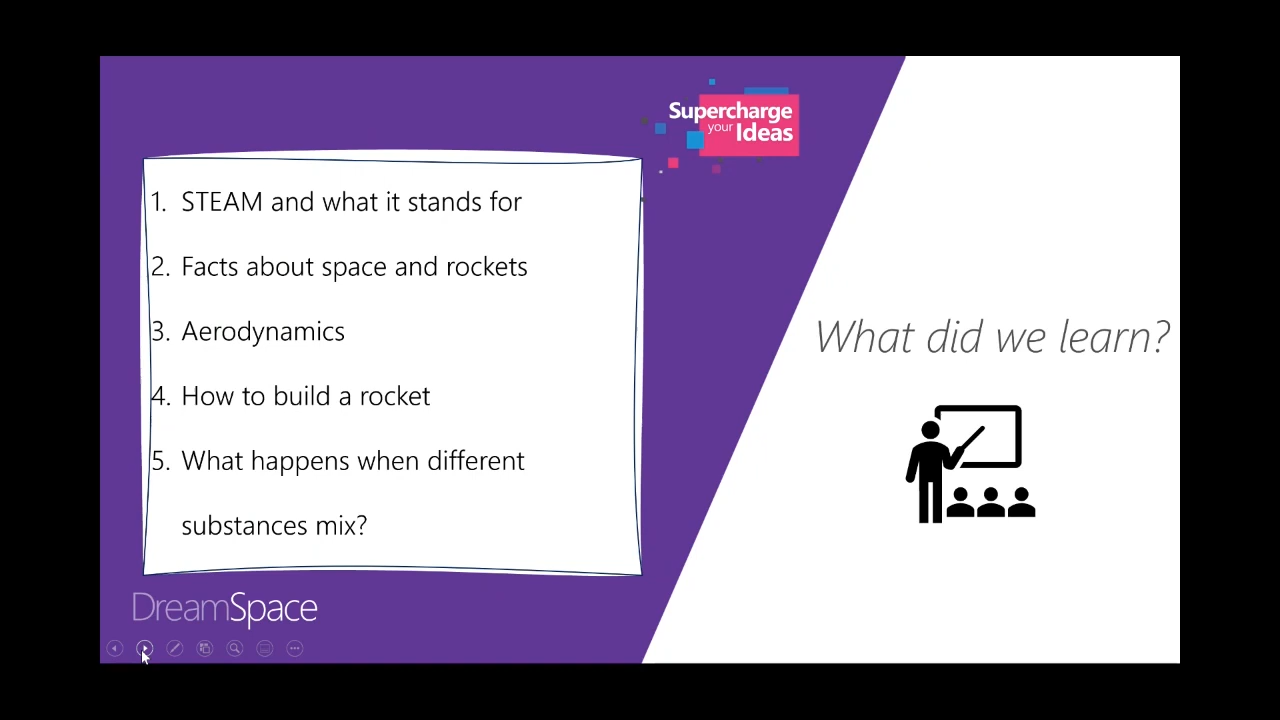 Supercharge
your Ideas
1. STEAM and what it stands for
2. Facts about space and rockets
3. Aerodynamics
4. How to build a rocket
5. What happens when different
substances mix?
What did we learn?
DreamSpace